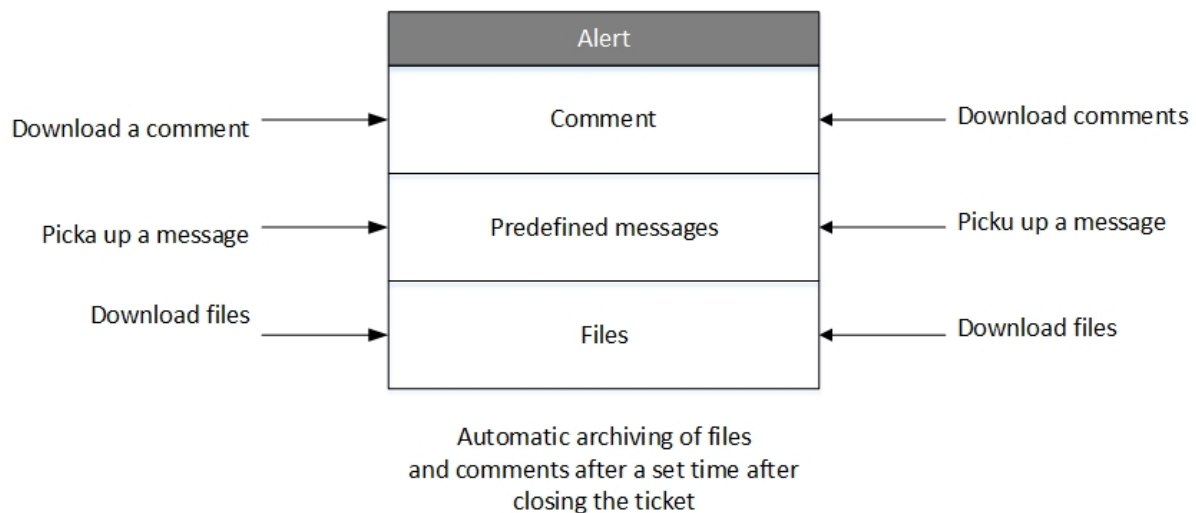 Alert
Download a comment
Comment
Download comments
Picka up a message
Predefined messages
Picku up a message
Download files
Files
Download files
Automatic archiving of files
and comments after a set time after
closing the ticket